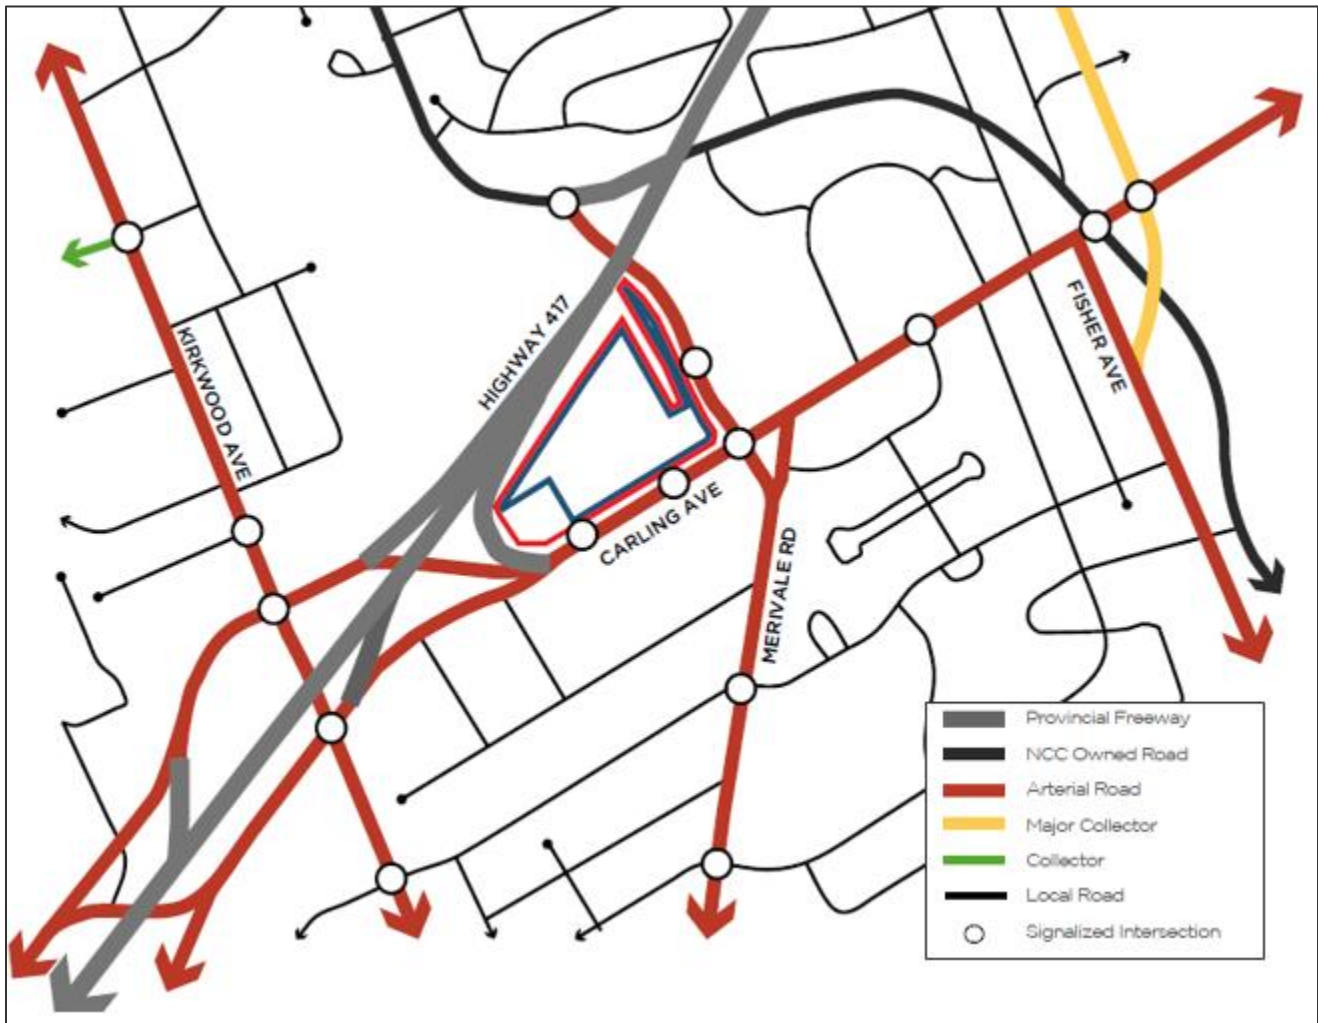 HIGHWAY 417
KIRKWOOD AVE
FISHER AVE
CARLING AVE
MERIVALE RD
Provincial Freeway
NCC Owned Road
Arterial Road
Major Collector
Collector
Local Road
Signalized Intersection